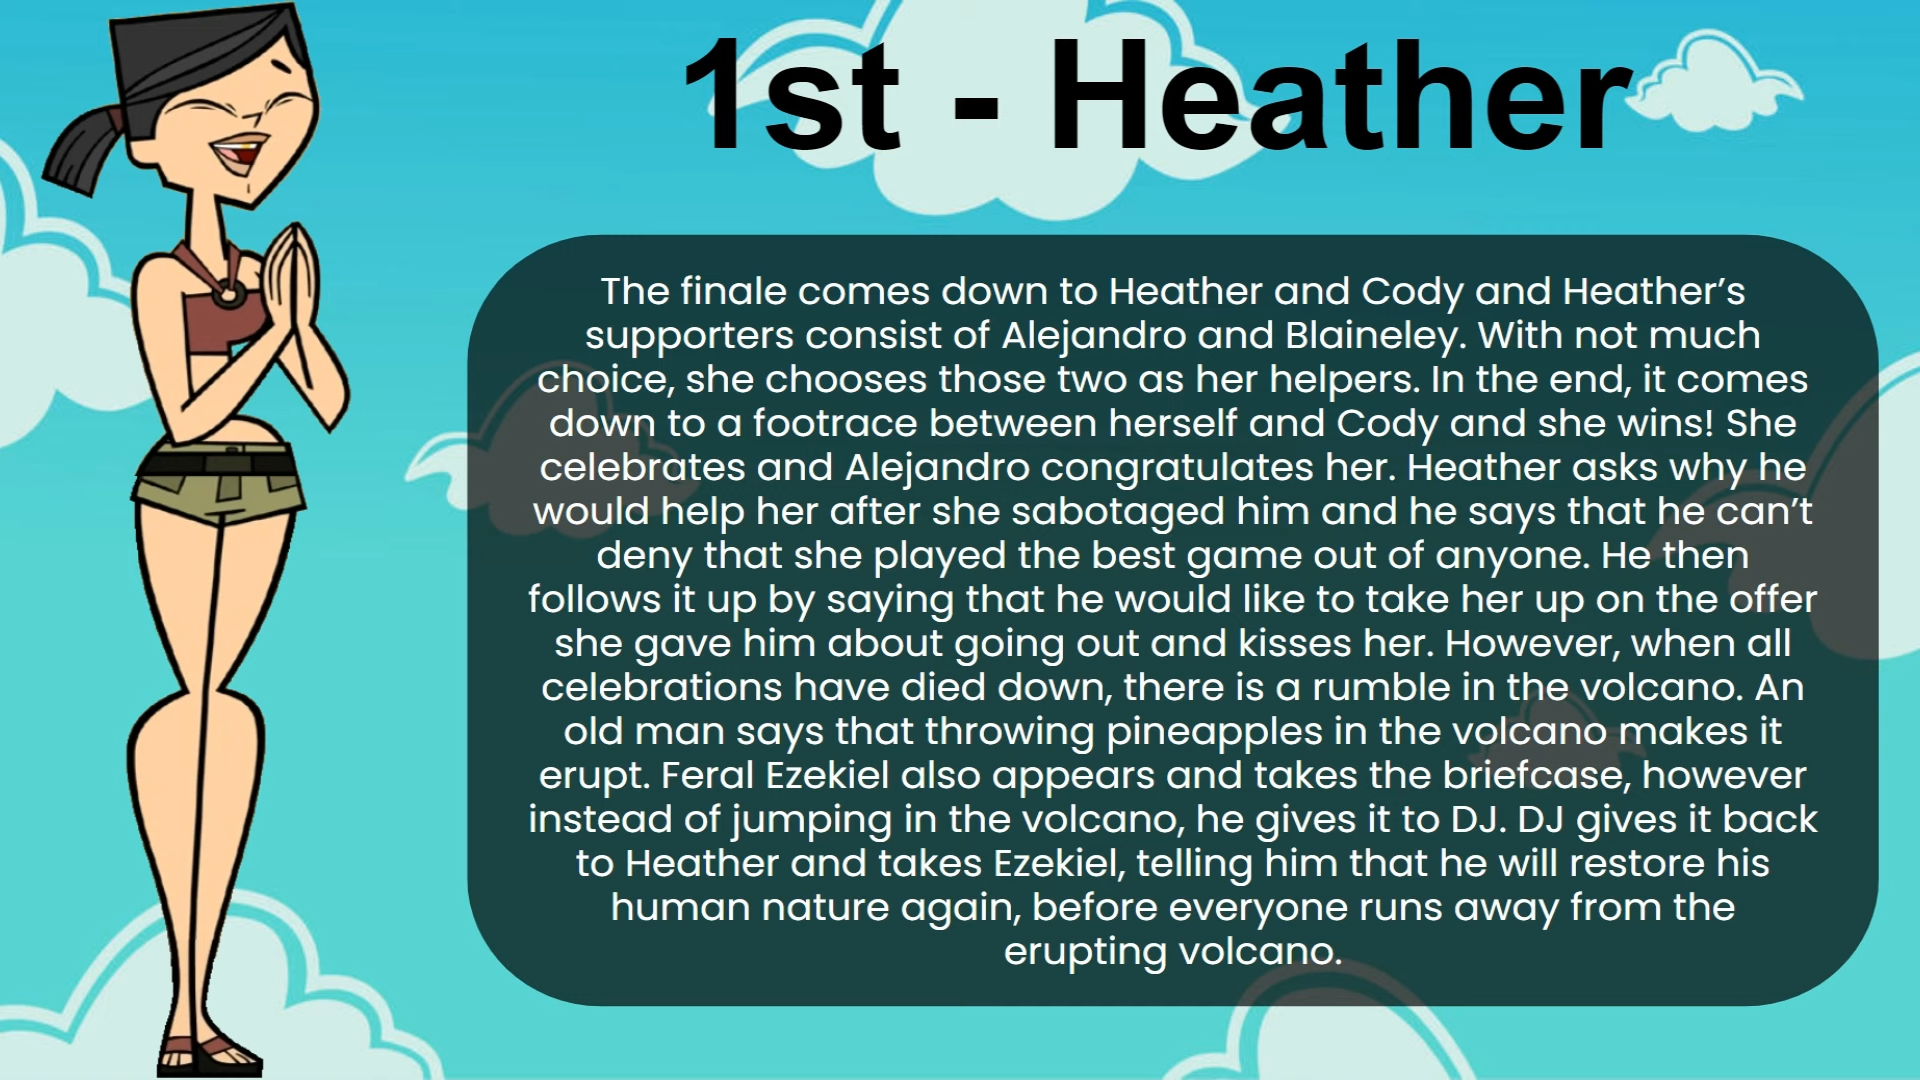 1st - Heather
The finale comes down to Heather and Cody and Heather’s
supporters consist of Alejandro and Blaineley. With not much
choice, she chooses those two as her helpers. In the end, it comes
down to a footrace between herself and Cody and she wins! She
celebrates and Alejandro congratulates her. Heather asks why he
would help her after she sabotaged him and he says that he can’t
deny that she played the best game out of anyone. He then
follows it up by saying that he would like to take her up on the offer
she gave him about going out and kisses her. However, when all
celebrations have died down, there is a rumble in the volcano. An
old man says that throwing pineapples in the volcano makes it
erupt. Feral Ezekiel also appears and takes the briefcase, however
instead of jumping in the volcano, he gives it to DJ. DJ gives it back
to Heather and takes Ezekiel, telling him that he will restore his
human nature again, before everyone runs away from the
erupting volcano.